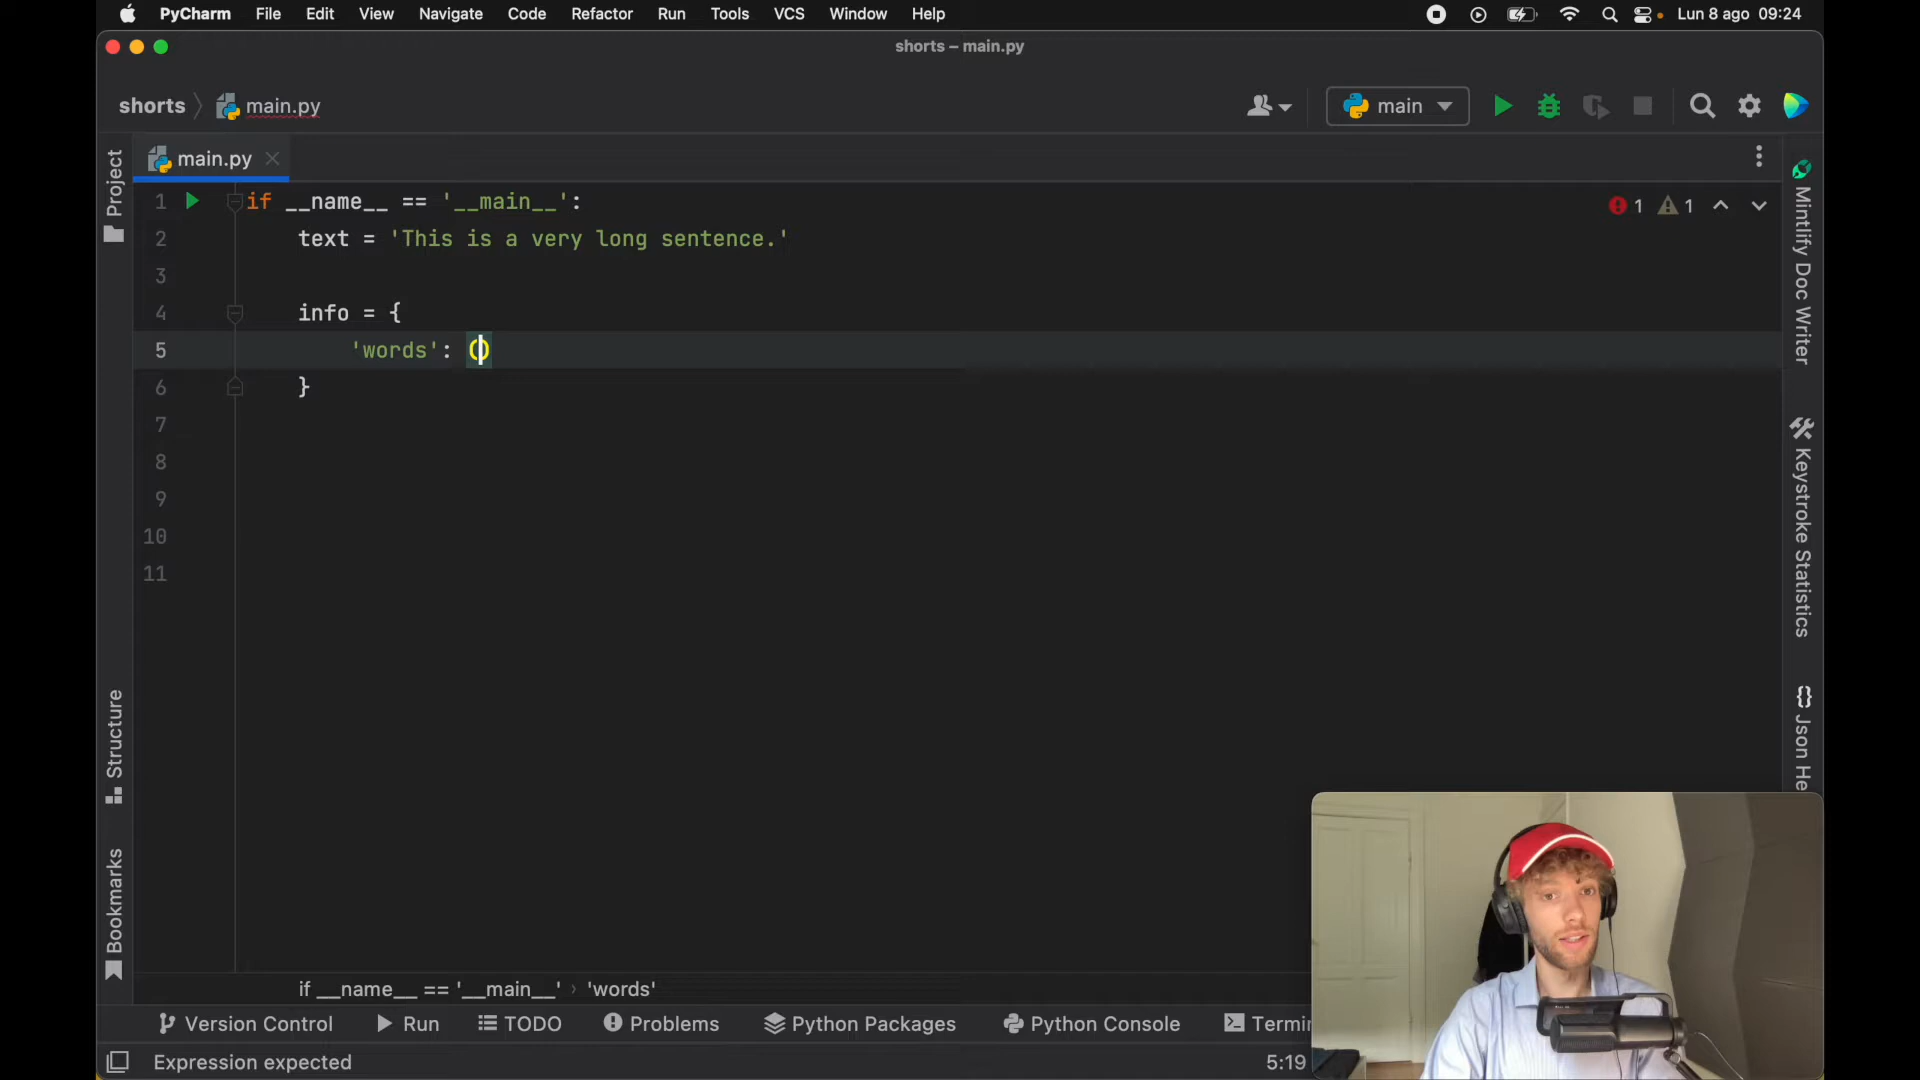 PyCharm File Edit View Navigate Code Refactor Run Tools VCS Window Help Lun 8 ago 09:24
shorts – main.py
shorts main.py main
main.py
Project
Structure
Bookmarks
1 if __name__ == '__main__': 1 1
2 text = 'This is a very long sentence.'
3
4 info = {
5 'words': ()
6 }
7
8
9
10
11
Mintlify Doc Writer
Keystroke Statistics
{} Json He
if __name__ == '__main__' › 'words'
Version Control Run TODO Problems Python Packages Python Console Termi
Expression expected 5:19